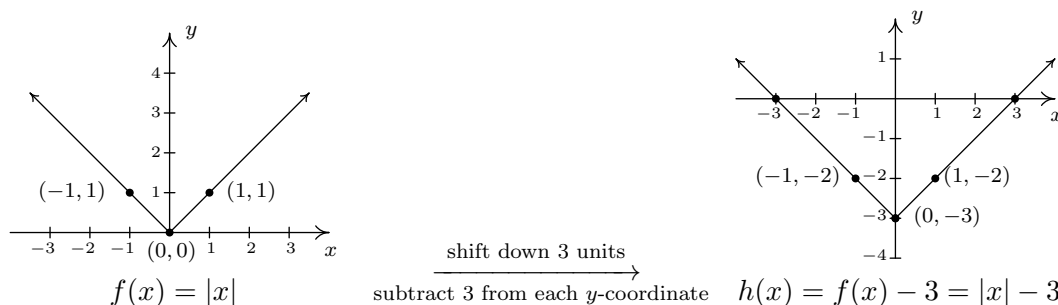 y
4
3
2
1
(−1, 1)
(1, 1)
−3 −2 −1
(0, 0)
1 2 3
x
f(x) = |x|
shift down 3 units
subtract 3 from each y-coordinate
y
1
−3 −2 −1
1 2 3
x
−1
−2
−3
−4
(−1, −2)
(1, −2)
(0, −3)
h(x) = f(x) − 3 = |x| − 3